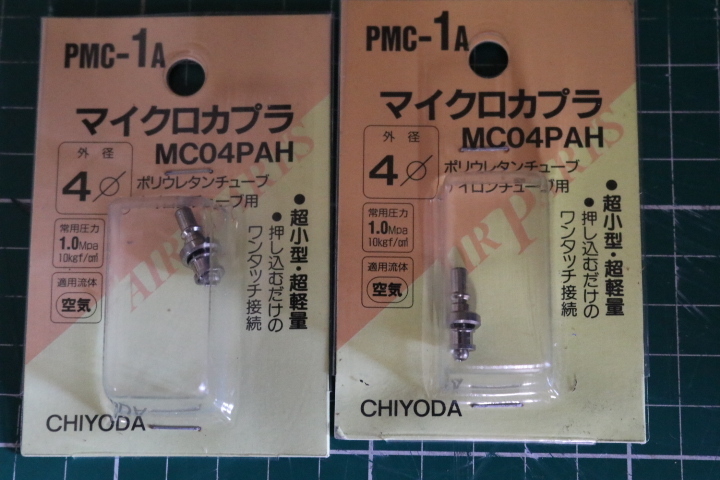 PMC-1A
マイクロカプラ
MC04PAH
外径
4⌀
ポリウレタンチューブ
チューブ用
常用圧力
1.0Mpa
10kgf/c㎡
適用流体
空気
●超小型・超軽量
●押し込むだけの
ワンタッチ接続
AIR
CHIYODA
PMC-1A
マイクロカプラ
MC04PAH
外径
4⌀
ポリウレタンチューブ
ナイロンチューブ用
常用圧力
1.0Mpa
10kgf/c㎡
適用流体
空気
●超小型・超軽量
●押し込むだけの
ワンタッチ接続
AIR PARTS
CHIYODA